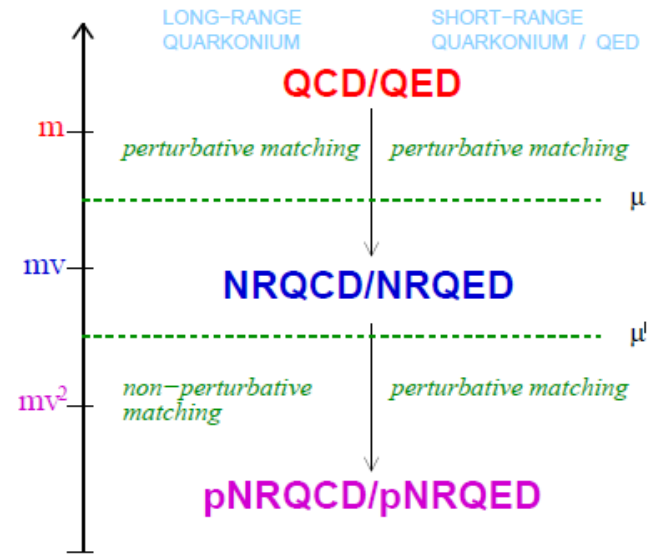 LONG−RANGE
QUARKONIUM
SHORT−RANGE
QUARKONIUM / QED
QCD/QED
m
perturbative matching
perturbative matching
μ
mv
NRQCD/NRQED
μ'
mv²
non−perturbative
matching
perturbative matching
pNRQCD/pNRQED